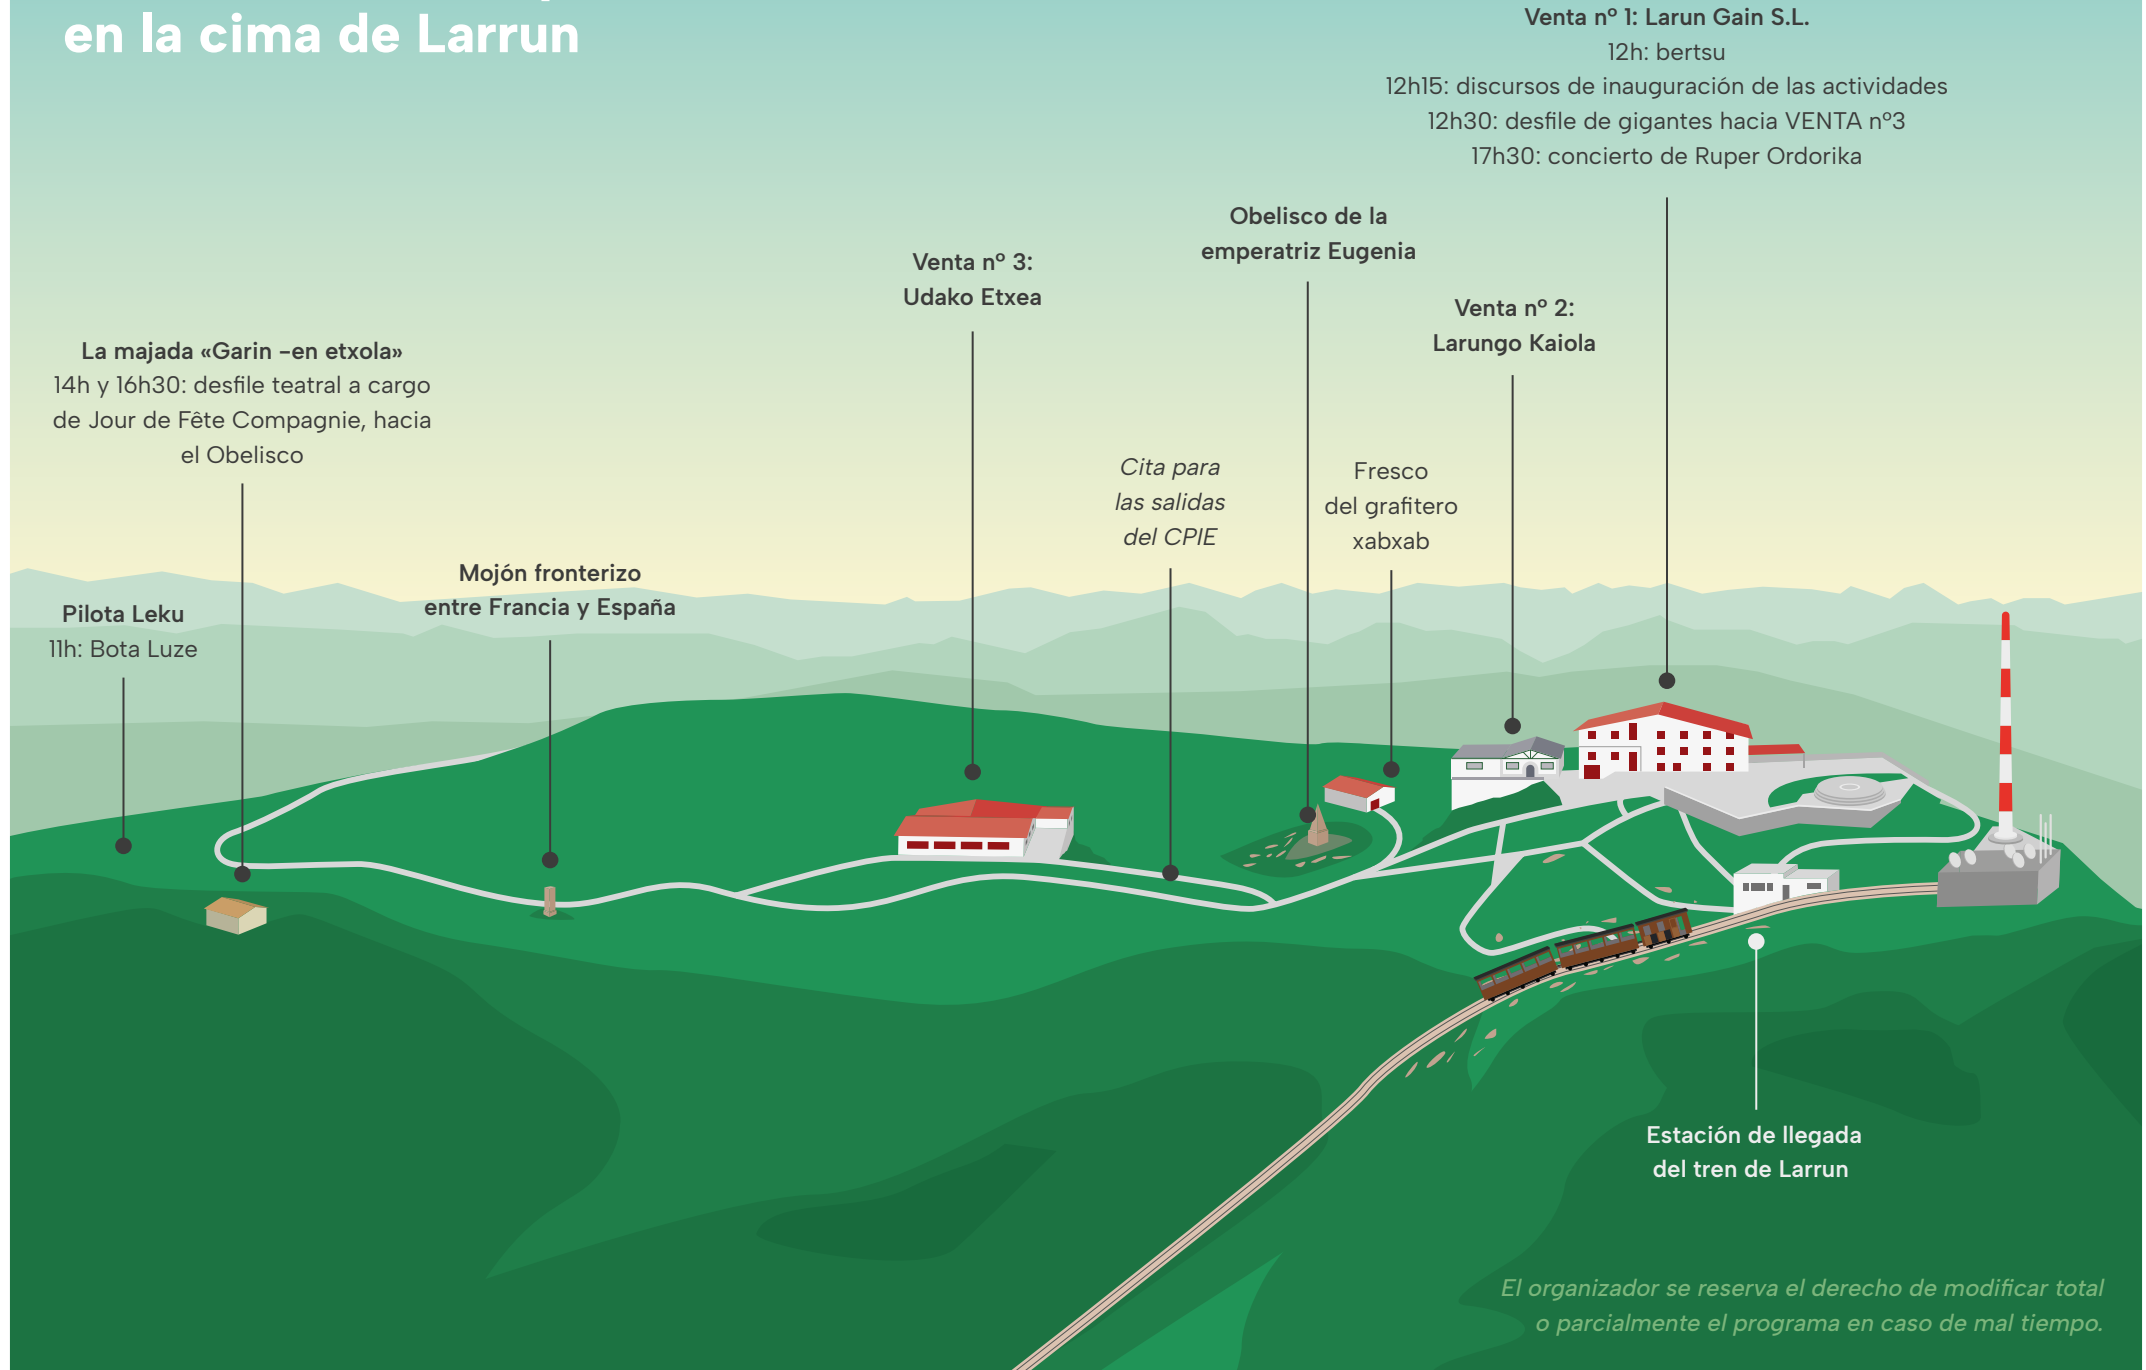 en la cima de Larrun
Venta nº 1: Larun Gain S.L.
12h: bertsu
12h15: discursos de inauguración de las actividades
12h30: desfile de gigantes hacia VENTA nº3
17h30: concierto de Ruper Ordorika
Obelisco de la
emperatriz Eugenia
Venta nº 3:
Udako Etxea
Venta nº 2:
Larungo Kaiola
La majada «Garin -en etxola»
14h y 16h30: desfile teatral a cargo
de Jour de Fête Compagnie, hacia
el Obelisco
Cita para
las salidas
del CPIE
Fresco
del grafitero
xabxab
Mojón fronterizo
entre Francia y España
Pilota Leku
11h: Bota Luze
Estación de llegada
del tren de Larrun
El organizador se reserva el derecho de modificar total
o parcialmente el programa en caso de mal tiempo.